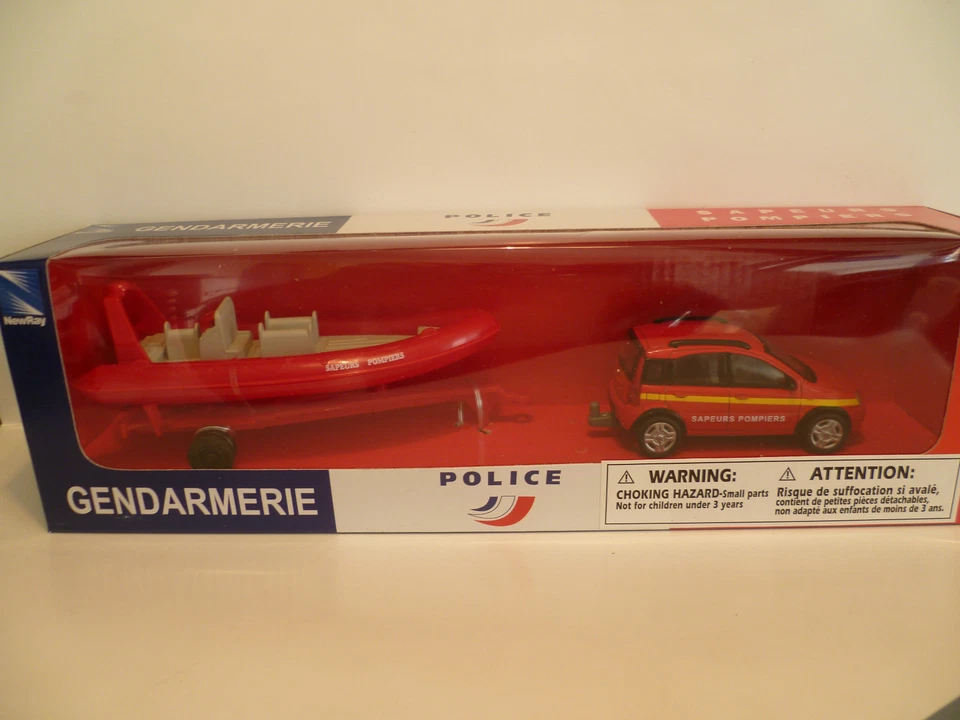 GENDARMERIE
POLICE
SAPEURS
POMPIERS
NewRay
SAPEURS POMPIERS
SAPEURS POMPIERS
GENDARMERIE
POLICE
WARNING:
CHOKING HAZARD-Small parts
Not for children under 3 years
ATTENTION:
Risque de suffocation si avalé,
contient de petites pièces détachables,
non adapté aux enfants de moins de 3 ans.